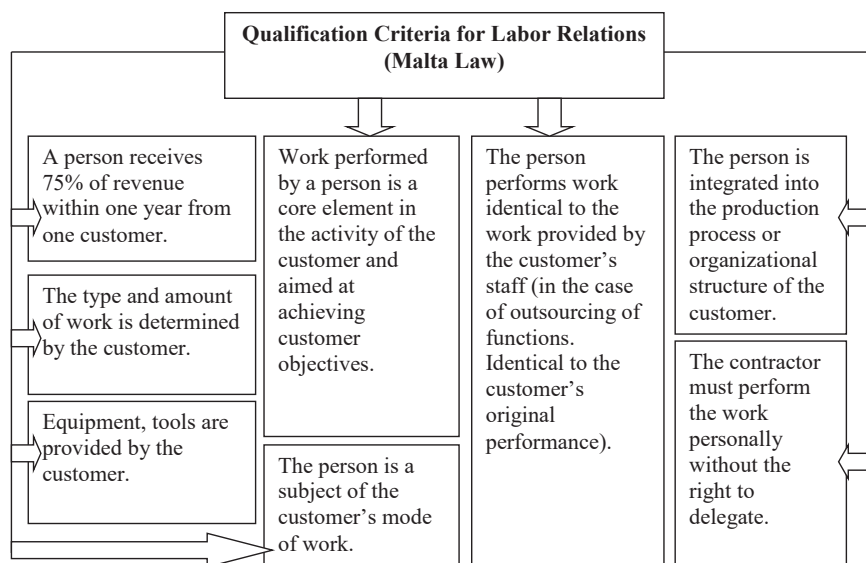 Qualification Criteria for Labor Relations
(Malta Law)
A person receives
75% of revenue
within one year from
one customer.
The type and amount
of work is determined
by the customer.
Equipment, tools are
provided by the
customer.
Work performed
by a person is a
core element in
the activity of the
customer and
aimed at
achieving
customer
objectives.
The person is a
subject of the
customer’s mode
of work.
The person
performs work
identical to the
work provided by
the customer’s
staff (in the case
of outsourcing of
functions.
Identical to the
customer’s
original
performance).
The person is
integrated into
the production
process or
organizational
structure of the
customer.
The contractor
must perform
the work
personally
without the
right to
delegate.